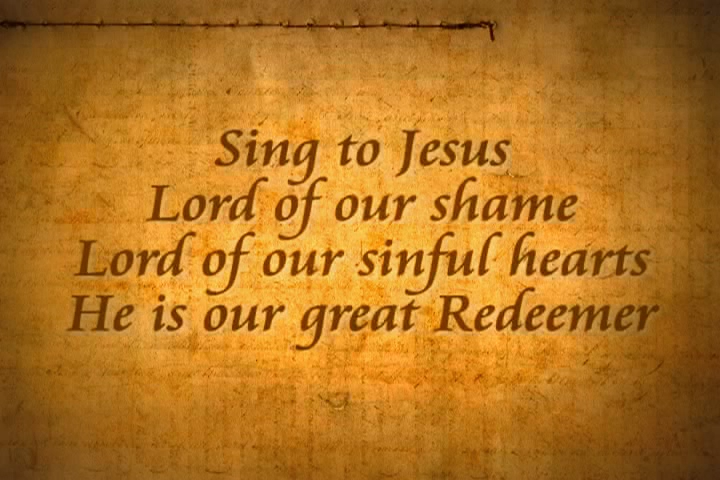 Sing to Jesus
Lord of our shame
Lord of our sinful hearts
He is our great Redeemer